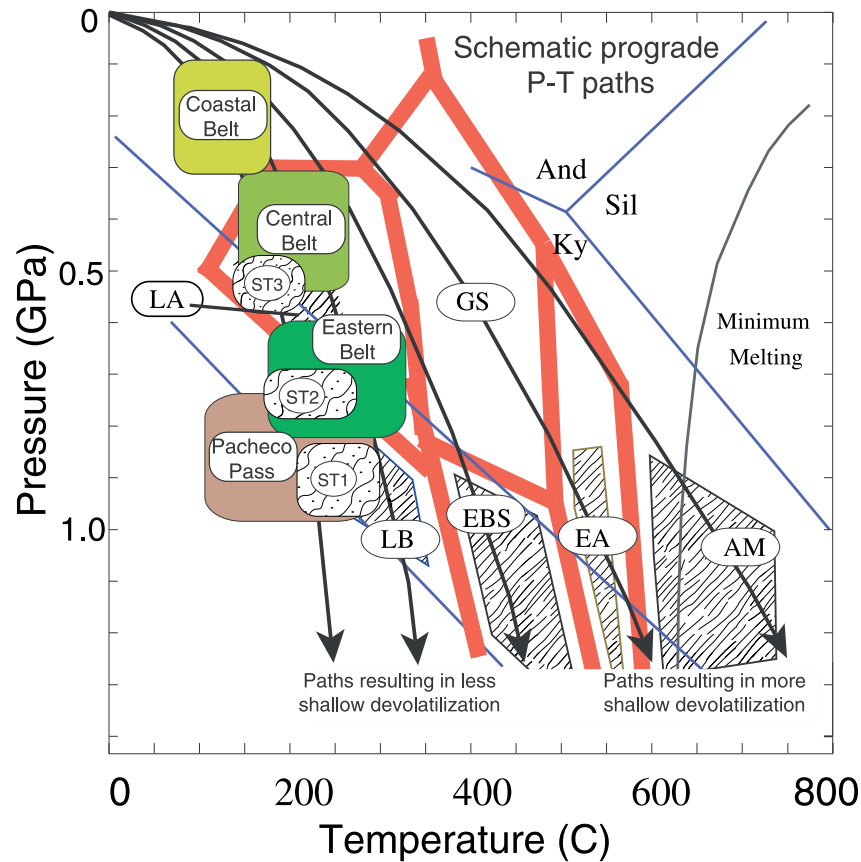 0
Schematic prograde
P-T paths
Coastal
Belt
And
Sil
Ky
Central
Belt
0.5
ST3
LA
GS
Minimum
Melting
Eastern
Belt
ST2
Pacheco
Pass
ST1
1.0
LB
EBS
EA
AM
Paths resulting in less
shallow devolatilization
Paths resulting in more
shallow devolatilization
Pressure (GPa)
0
200
400
600
800
Temperature (C)